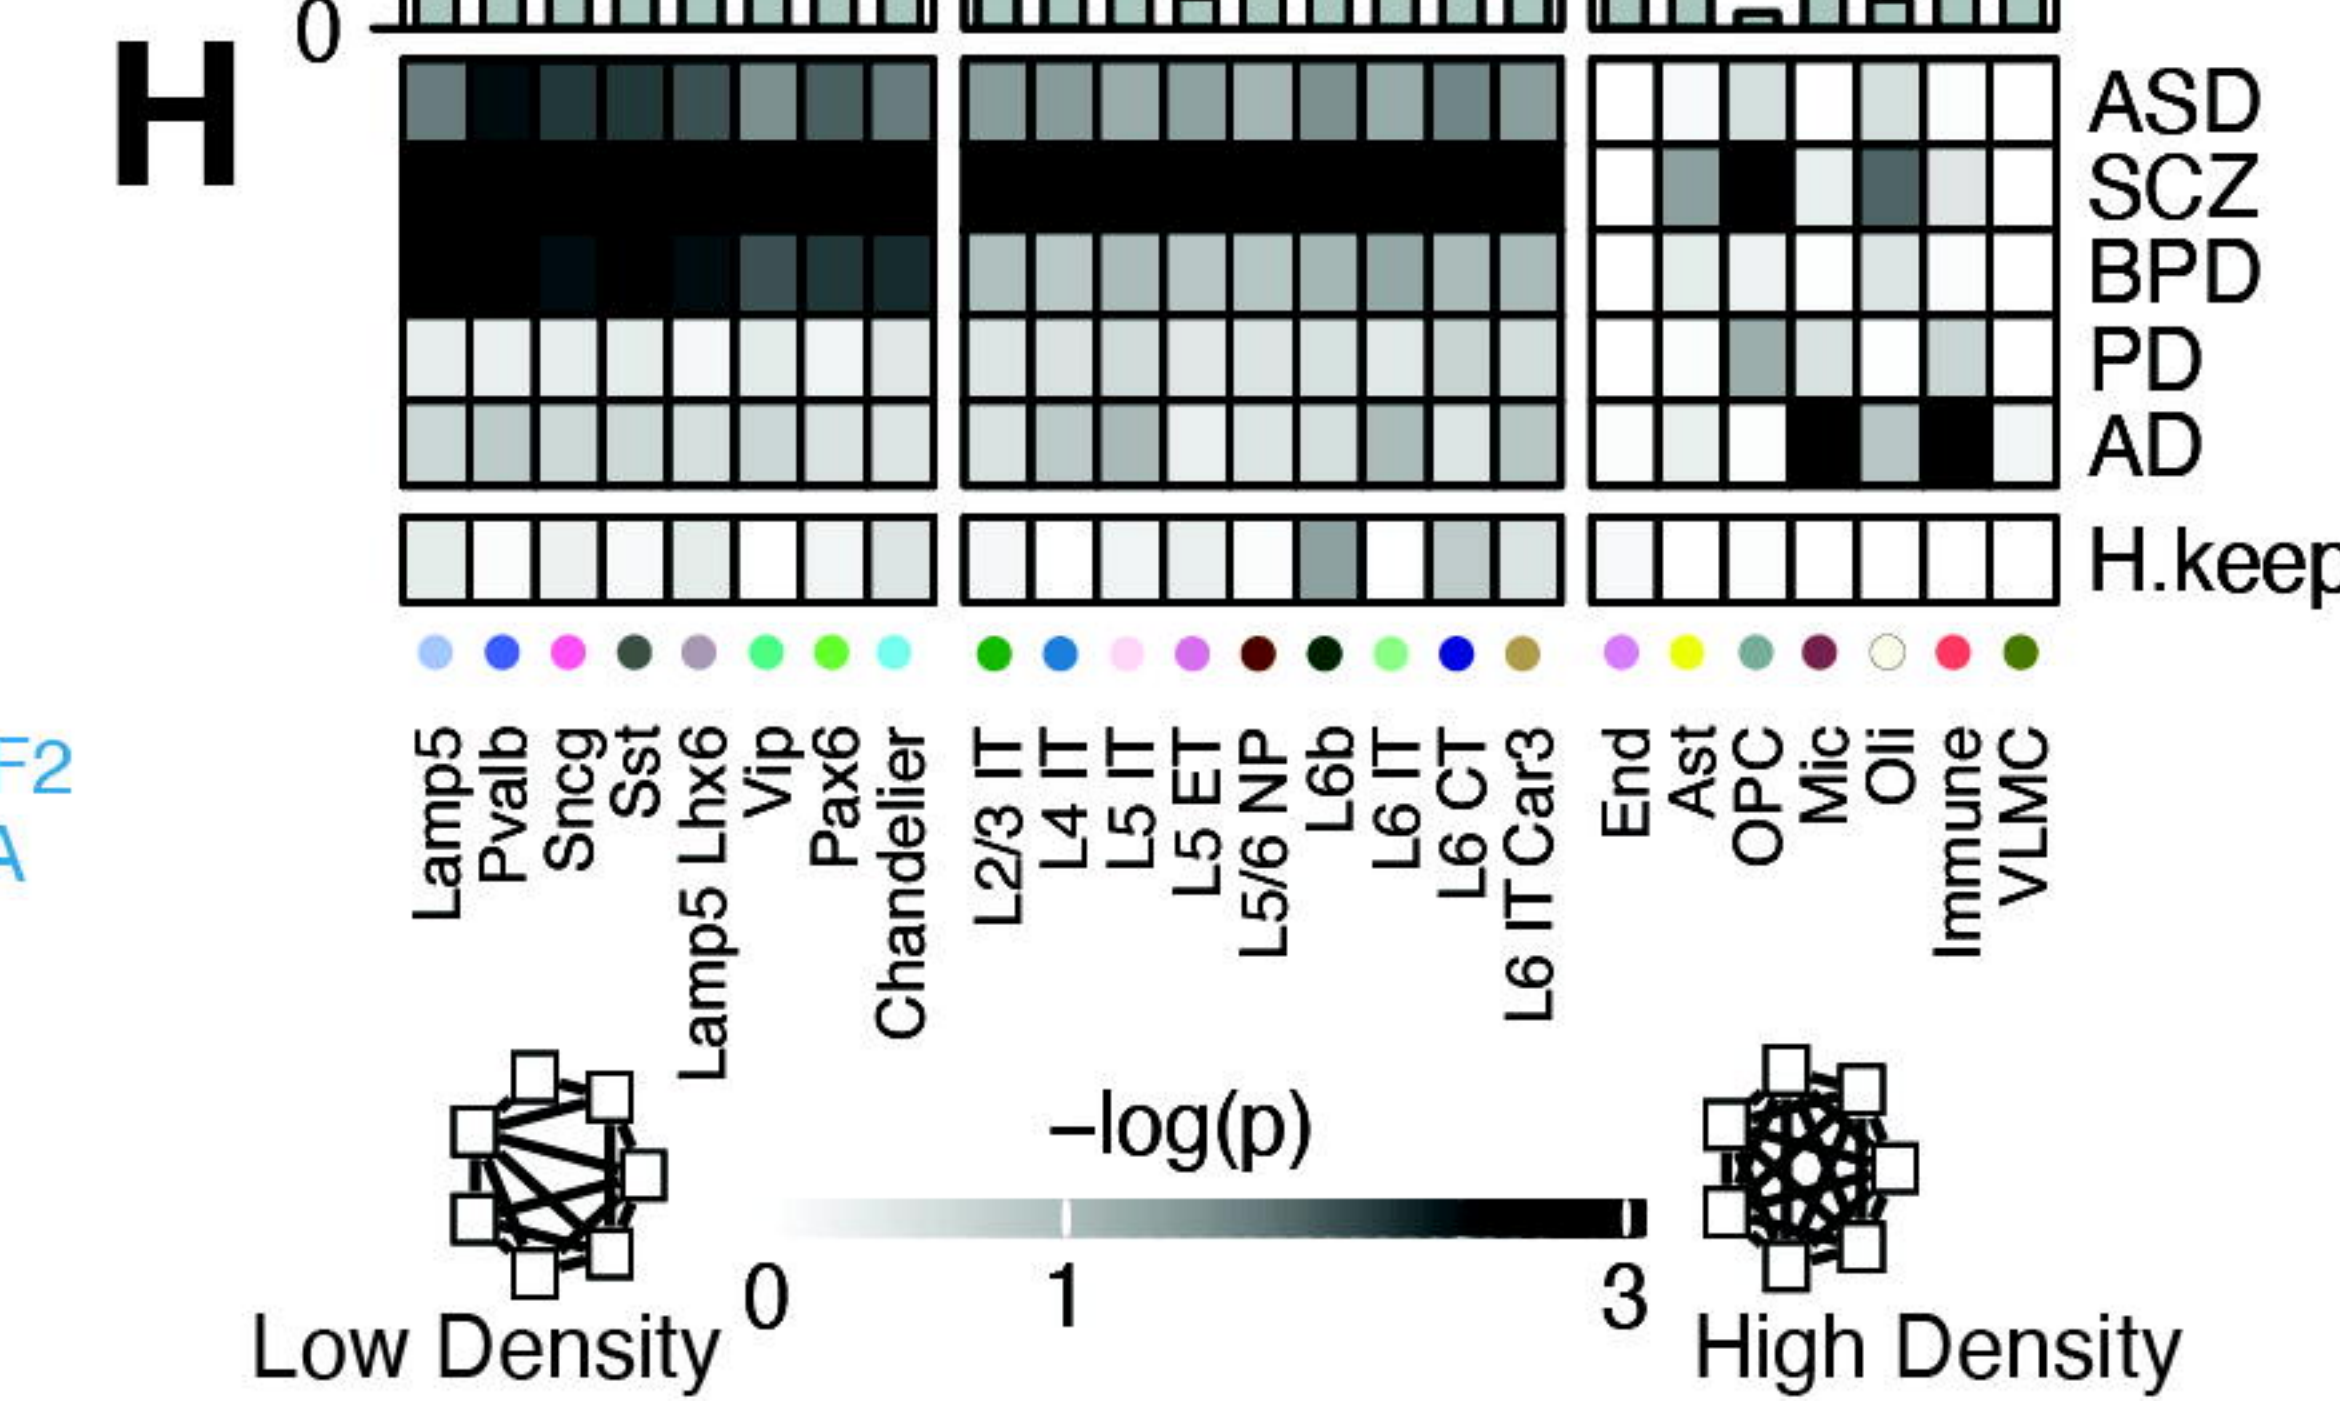 0
H
ASD
SCZ
BPD
PD
AD
H.keep
F2
A
Lamp5
Pvalb
Sncg
Sst
Lamp5 Lhx6
Vip
Pax6
Chandelier
L2/3 IT
L4 IT
L5 IT
L5 ET
L5/6 NP
L6b
L6 IT
L6 CT
L6 IT Car3
End
Ast
OPC
Mic
Oli
Immune
VLMC
−log(p)
0 1 3
Low Density
High Density